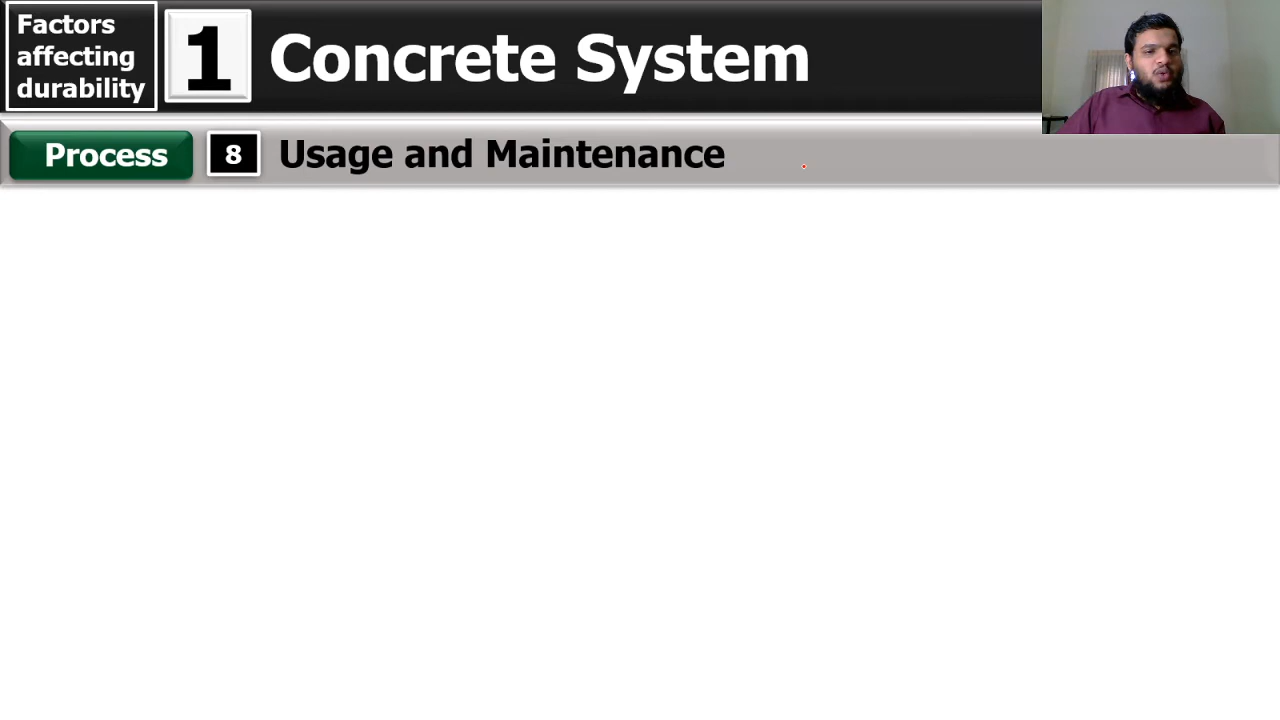 Factors
affecting
durability
1
Concrete System
Process
8
Usage and Maintenance